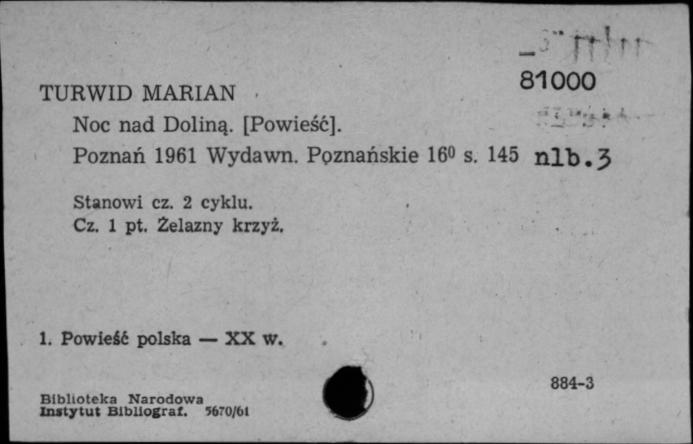 81000
TURWID MARIAN
Noc nad Doliną. [Powieść].
Poznań 1961 Wydawn. Poznańskie 16⁰ s. 145 nlb.3
Stanowi cz. 2 cyklu.
Cz. 1 pt. Żelazny krzyż.
1. Powieść polska — XX w.
884-3
Biblioteka Narodowa
Instytut Bibliograf. 5670/61